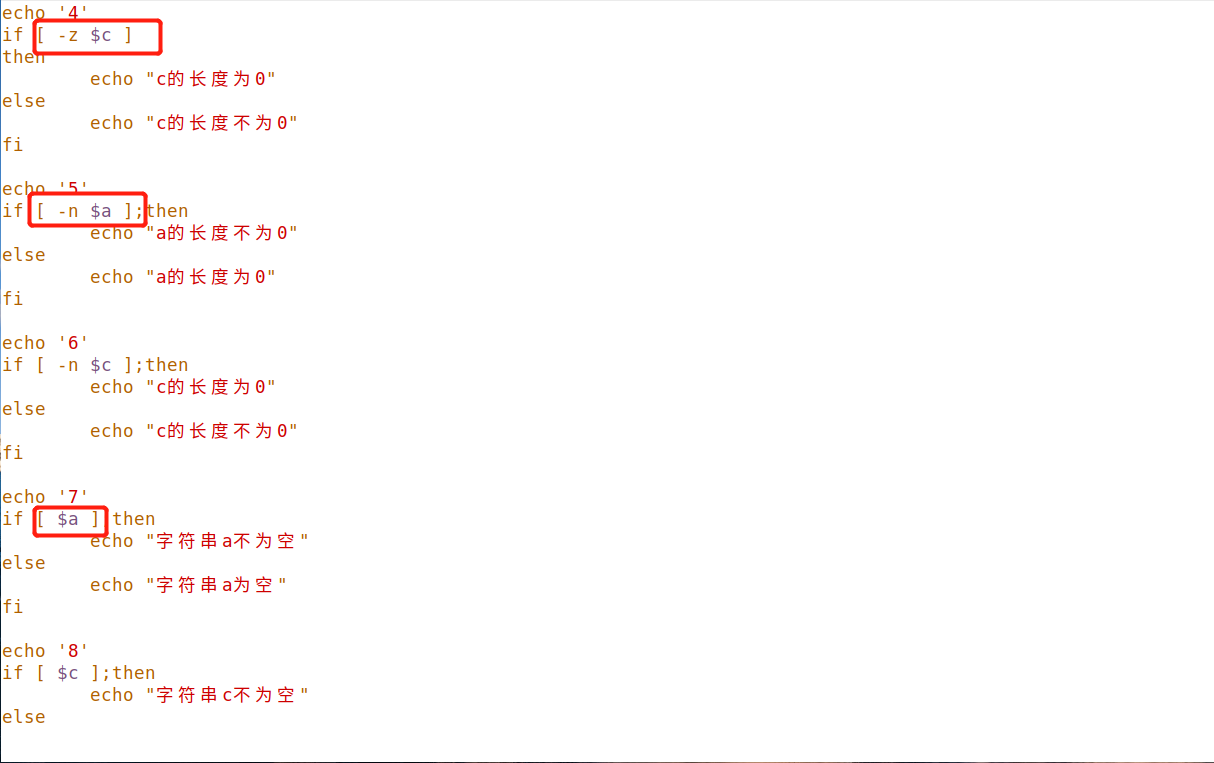 echo '4'
if [ -z $c ]
then
        echo "c的长度为0"
else
        echo "c的长度不为0"
fi

echo '5'
if [ -n $a ];then
        echo "a的长度不为0"
else
        echo "a的长度为0"
fi

echo '6'
if [ -n $c ];then
        echo "c的长度为0"
else
        echo "c的长度不为0"
fi

echo '7'
if [ $a ] then
        echo "字符串a不为空"
else
        echo "字符串a为空"
fi

echo '8'
if [ $c ];then
        echo "字符串c不为空"
else